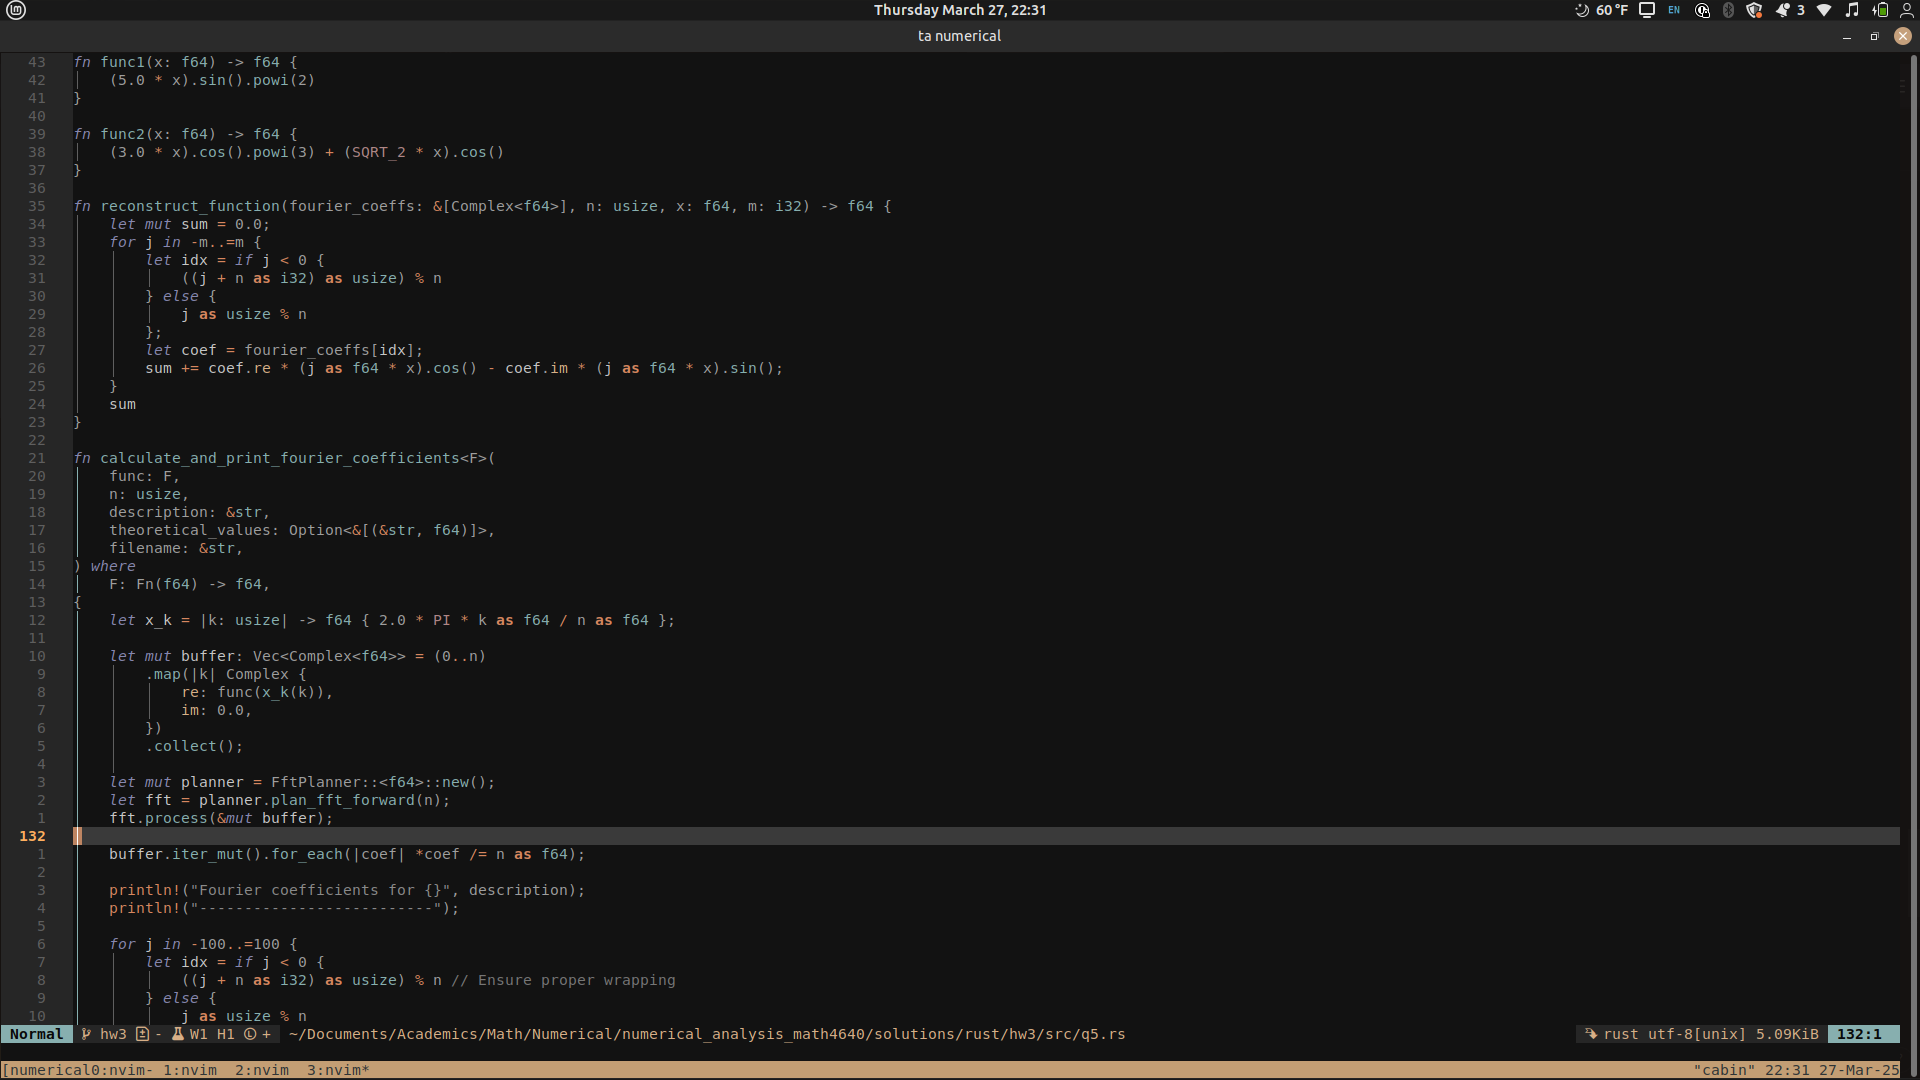 Thursday March 27, 22:31
60 °F EN 3
ta numerical
43 fn func1(x: f64) -> f64 {
42 (5.0 * x).sin().powi(2)
41 }
40
39 fn func2(x: f64) -> f64 {
38 (3.0 * x).cos().powi(3) + (SQRT_2 * x).cos()
37 }
36
35 fn reconstruct_function(fourier_coeffs: &[Complex<f64>], n: usize, x: f64, m: i32) -> f64 {
34 let mut sum = 0.0;
33 for j in -m..=m {
32 let idx = if j < 0 {
31 ((j + n as i32) as usize) % n
30 } else {
29 j as usize % n
28 };
27 let coef = fourier_coeffs[idx];
26 sum += coef.re * (j as f64 * x).cos() - coef.im * (j as f64 * x).sin();
25 }
24 sum
23 }
22
21 fn calculate_and_print_fourier_coefficients<F>(
20 func: F,
19 n: usize,
18 description: &str,
17 theoretical_values: Option<&[(&str, f64)]>,
16 filename: &str,
15 ) where
14 F: Fn(f64) -> f64,
13 {
12 let x_k = |k: usize| -> f64 { 2.0 * PI * k as f64 / n as f64 };
11
10 let mut buffer: Vec<Complex<f64>> = (0..n)
9 .map(|k| Complex {
8 re: func(x_k(k)),
7 im: 0.0,
6 })
5 .collect();
4
3 let mut planner = FftPlanner::<f64>::new();
2 let fft = planner.plan_fft_forward(n);
1 fft.process(&mut buffer);
132
1 buffer.iter_mut().for_each(|coef| *coef /= n as f64);
2
3 println!("Fourier coefficients for {}", description);
4 println!("--------------------------");
5
6 for j in -100..=100 {
7 let idx = if j < 0 {
8 ((j + n as i32) as usize) % n // Ensure proper wrapping
9 } else {
10 j as usize % n
Normal hw3 - W1 H1 + ~/Documents/Academics/Math/Numerical/numerical_analysis_math4640/solutions/rust/hw3/src/q5.rs rust utf-8[unix] 5.09KiB 132:1
[numerical0:nvim- 1:nvim 2:nvim 3:nvim* "cabin" 22:31 27-Mar-25